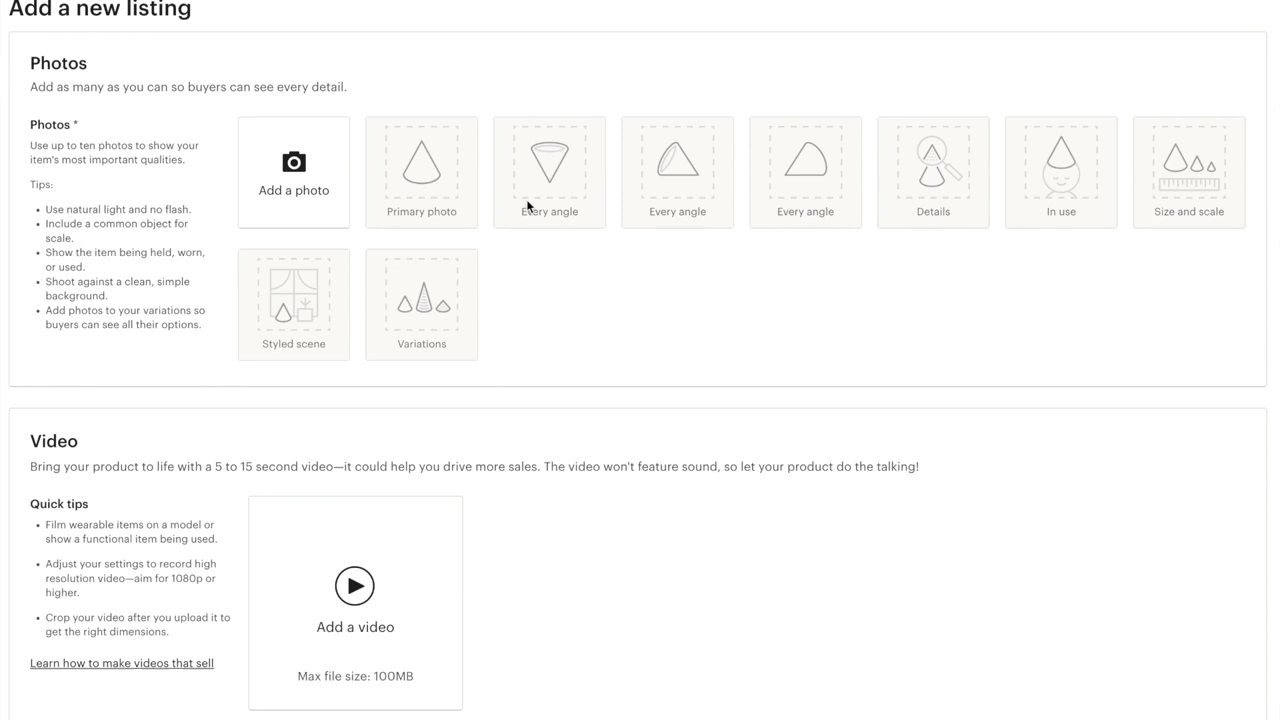 Add a new listing
Photos
Add as many as you can so buyers can see every detail.
Photos *
Use up to ten photos to show your
item's most important qualities.
Tips:
• Use natural light and no flash.
• Include a common object for
scale.
• Show the item being held, worn,
or used.
• Shoot against a clean, simple
background.
• Add photos to your variations so
buyers can see all their options.
Add a photo
Primary photo
Every angle
Every angle
Every angle
Details
In use
Size and scale
Styled scene
Variations
Video
Bring your product to life with a 5 to 15 second video—it could help you drive more sales. The video won't feature sound, so let your product do the talking!
Quick tips
• Film wearable items on a model or
show a functional item being used.
• Adjust your settings to record high
resolution video—aim for 1080p or
higher.
• Crop your video after you upload it to
get the right dimensions.
Learn how to make videos that sell
Add a video
Max file size: 100MB